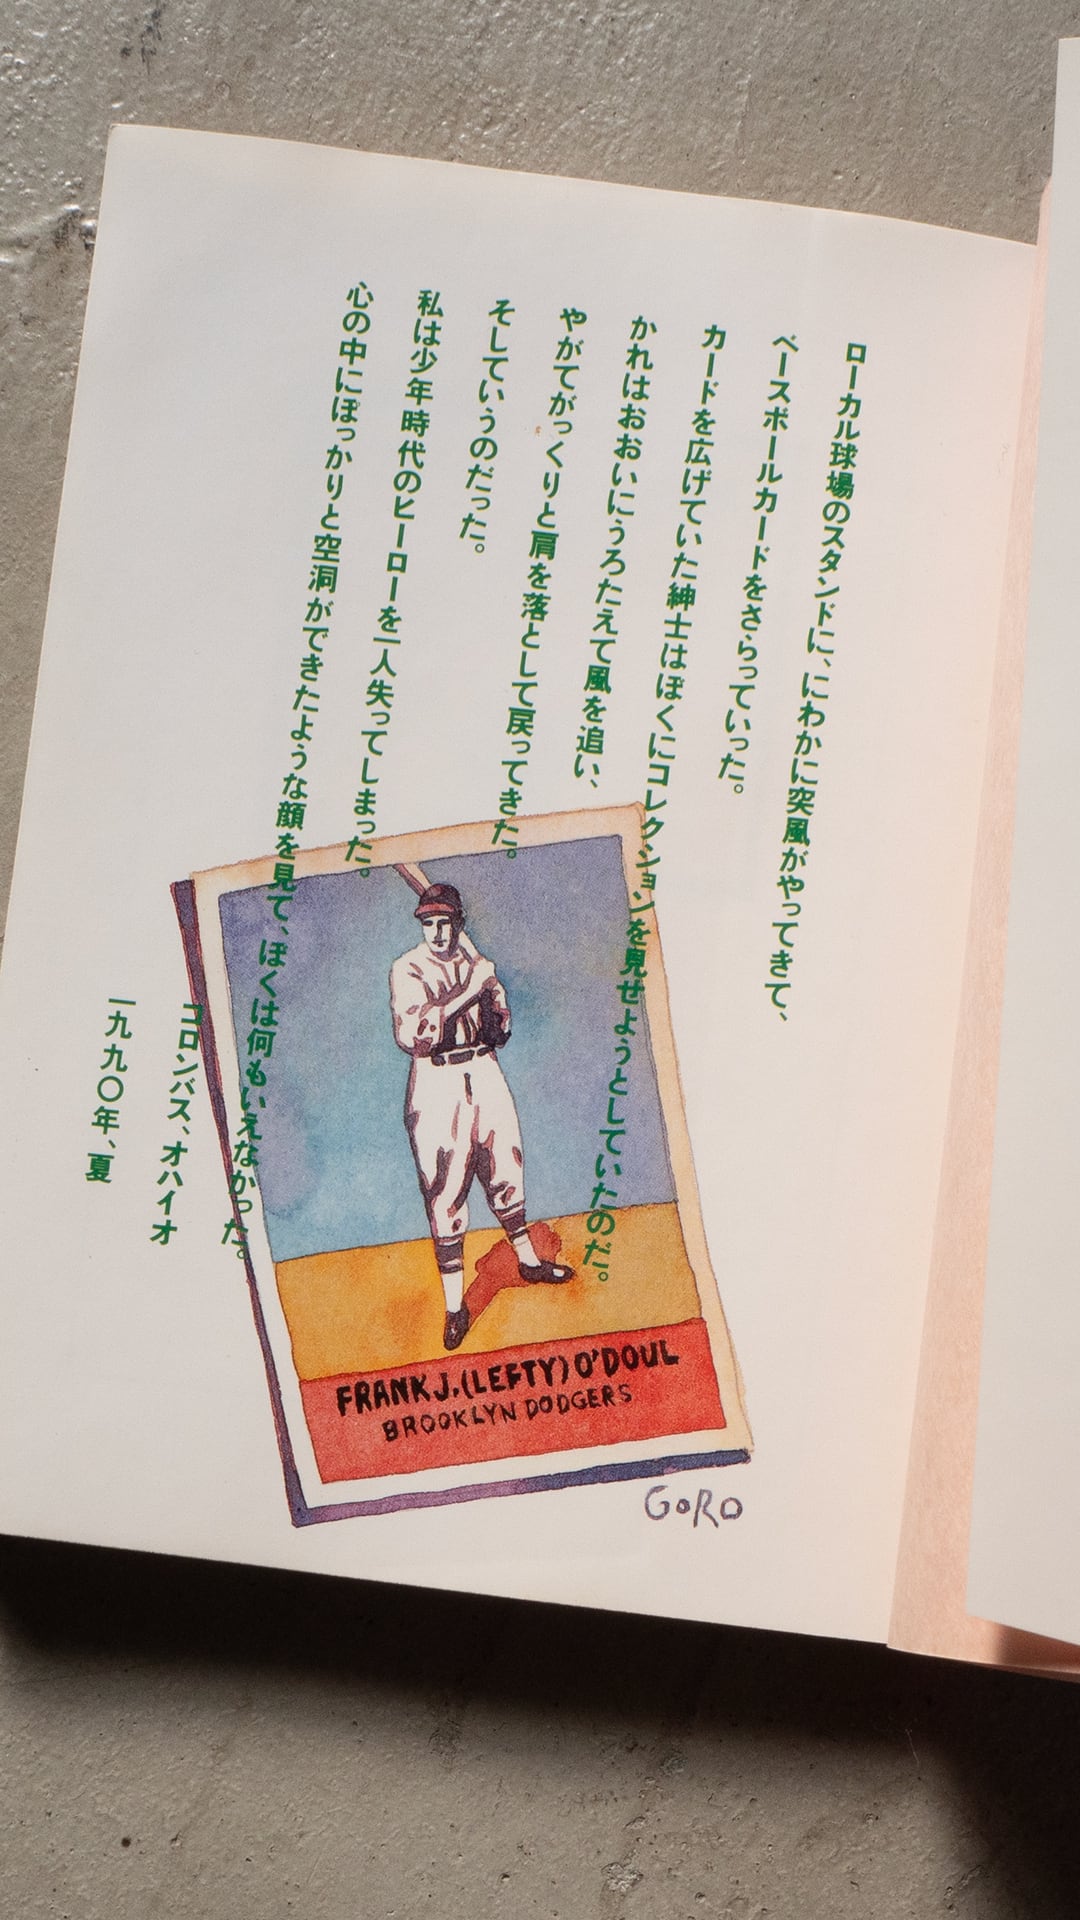 ローカル球場のスタンドに、にわかに突風がやってきて、
ベースボールカードをさらっていった。
カードを広げていた紳士はぼくにコレクションを見せようとしていたのだ。
かれはおおいにうろたえて風を追い、
やがてがっくりと肩を落として戻ってきた。
そしていうのだった。
私は少年時代のヒーローを一人失ってしまった。
心の中にぽっかりと空洞ができたような顔を見て、ぼくは何もいえなかった。
コロンバス、オハイオ
一九九〇年、夏
FRANK J. (LEFTY) O'DOUL
BROOKLYN DODGERS
GORO